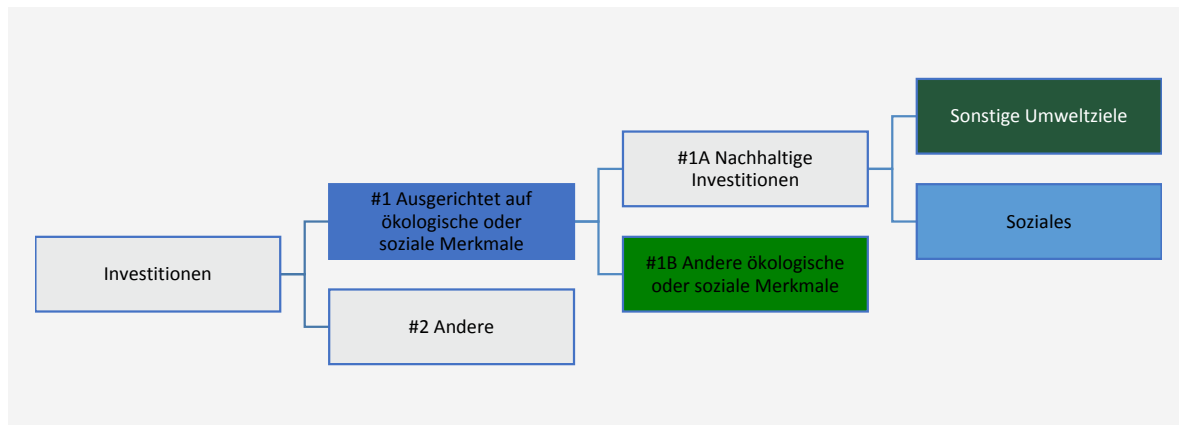 Investitionen
#1 Ausgerichtet auf
ökologische oder
soziale Merkmale
#2 Andere
#1A Nachhaltige
Investitionen
#1B Andere ökologische
oder soziale Merkmale
Sonstige Umweltziele
Soziales